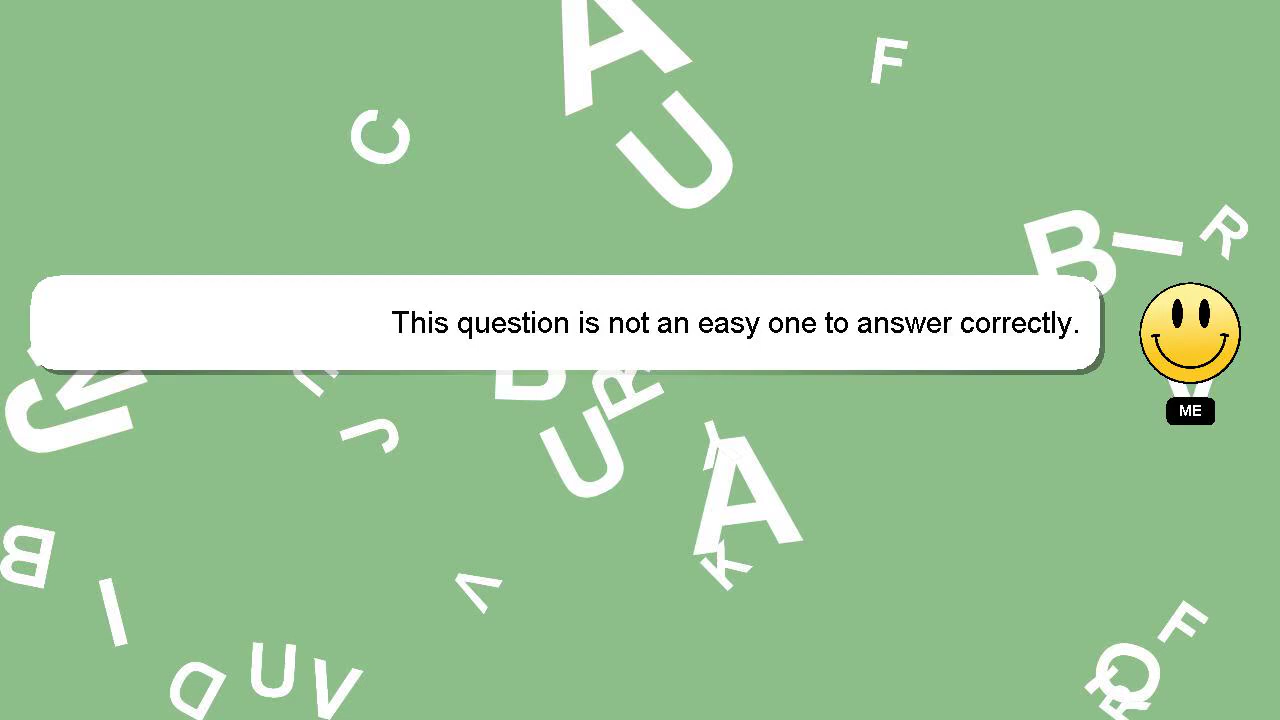 A
F
C
U
B
I
R
This question is not an easy one to answer correctly.
ME
J
U
R
A
K
B
I
V
D
U
V
F
Q
R